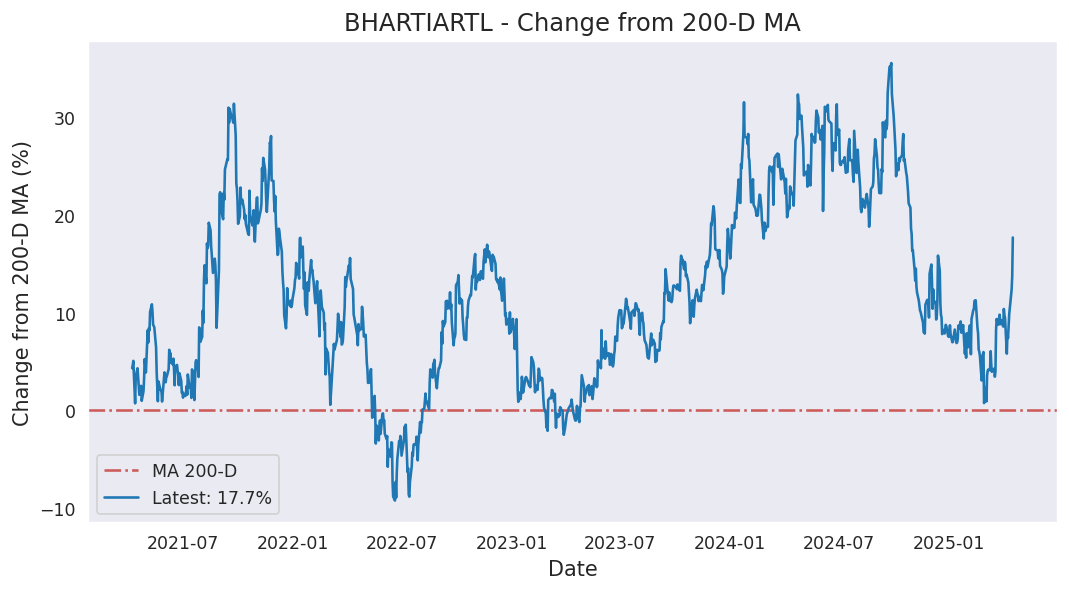 BHARTIARTL - Change from 200-D MA
Change from 200-D MA (%)
30
20
10
0
−10
MA 200-D
Latest: 17.7%
2021-07 2022-01 2022-07 2023-01 2023-07 2024-01 2024-07 2025-01
Date